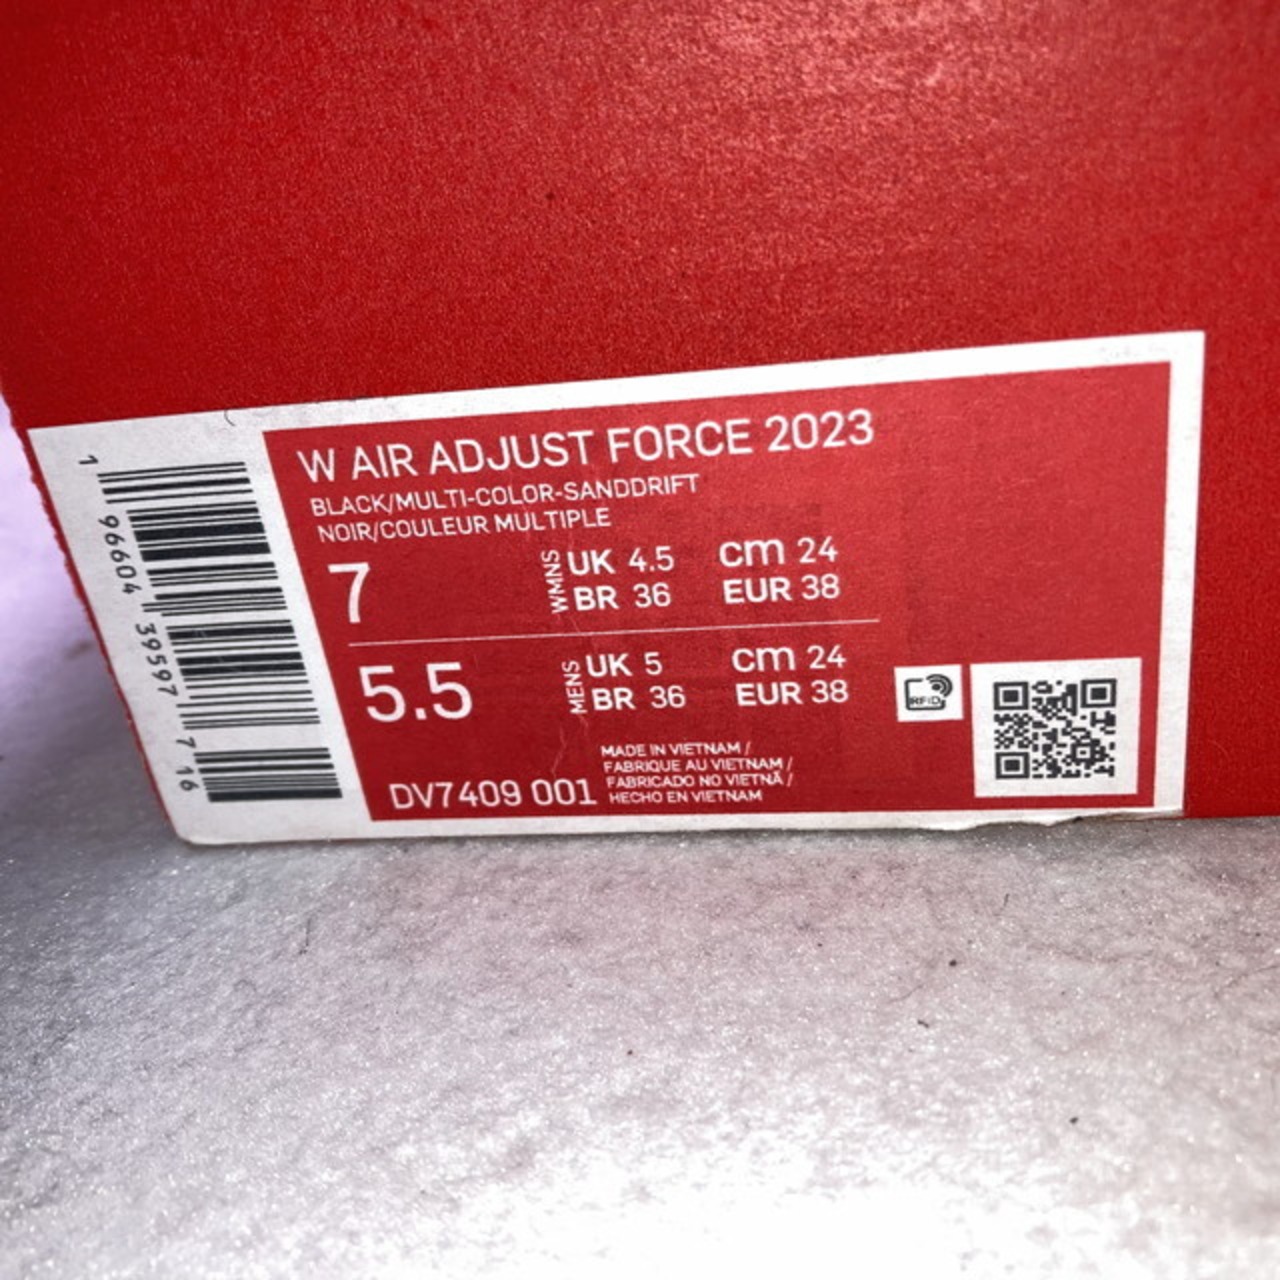 W AIR ADJUST FORCE 2023
BLACK/MULTI-COLOR-SANDDRIFT
NOIR/COULEUR MULTIPLE
7
WMNS
UK 4.5 cm 24
BR 36 EUR 38
5.5
MENS
UK 5 cm 24
BR 36 EUR 38
DV7409 001
MADE IN VIETNAM /
FABRIQUE AU VIETNAM /
FABRICADO NO VIETNÃ /
HECHO EN VIETNAM
RFID
1 96604 39597 7 16